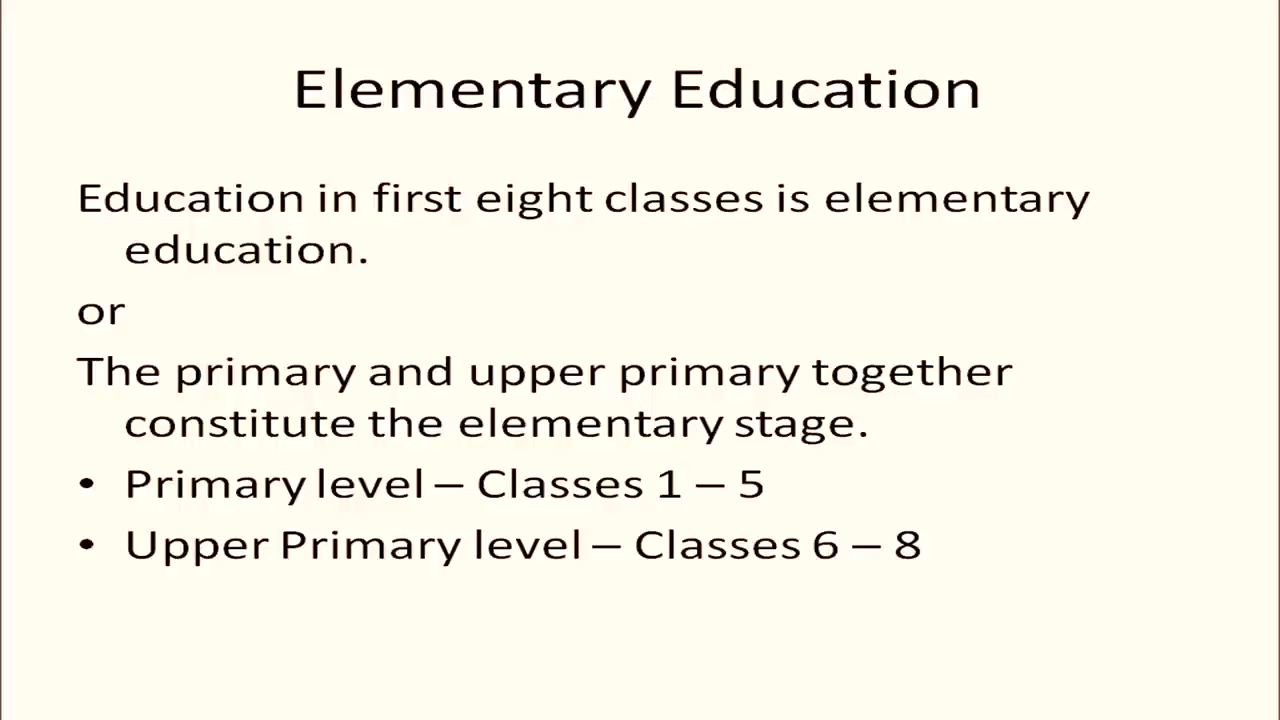 Elementary Education
Education in first eight classes is elementary
education.
or
The primary and upper primary together
constitute the elementary stage.
• Primary level – Classes 1 – 5
• Upper Primary level – Classes 6 – 8